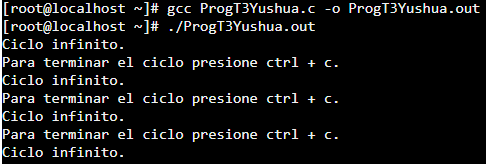 [root@localhost ~]# gcc ProgT3Yushua.c -o ProgT3Yushua.out
[root@localhost ~]# ./ProgT3Yushua.out
Ciclo infinito.
Para terminar el ciclo presione ctrl + c.
Ciclo infinito.
Para terminar el ciclo presione ctrl + c.
Ciclo infinito.
Para terminar el ciclo presione ctrl + c.
Ciclo infinito.